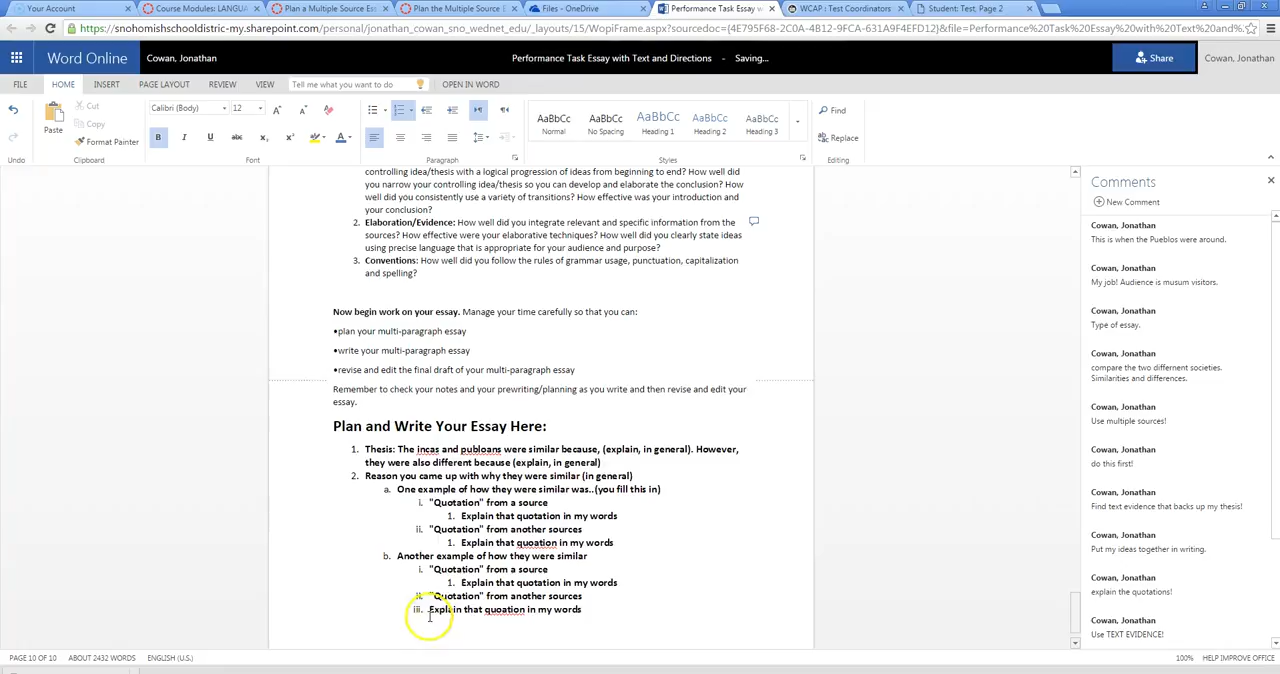 Your Account
Course Modules: LANGUA
Plan a Multiple Source Ess
Plan the Multiple Source E
Files - OneDrive
Performance Task Essay w
WCAP : Test Coordinators
Student: Test, Page 2
https://snohomishschooldistric-my.sharepoint.com/personal/jonathan_cowan_sno_wednet_edu/_layouts/15/WopiFrame.aspx?sourcedoc={4E795F68-2C0A-4B12-9FCA-631A9F4EFD12}&file=Performance%20Task%20Essay%20with%20Text%20and%
Word Online
Cowan, Jonathan
Performance Task Essay with Text and Directions - Saving...
Share
Cowan, Jonathan
FILE HOME INSERT PAGE LAYOUT REVIEW VIEW Tell me what you want to do OPEN IN WORD
Paste
Cut
Copy
Format Painter
Calibri (Body) 12
B I U abc x₂ x² A
AaBbCc AaBbCc AaBbCc AaBbCc AaBbCc
Normal No Spacing Heading 1 Heading 2 Heading 3
Find
Replace
Undo Clipboard Font Paragraph Styles Editing
controlling idea/thesis with a logical progression of ideas from beginning to end? How well did
you narrow your controlling idea/thesis so you can develop and elaborate the conclusion? How
well did you consistently use a variety of transitions? How effective was your introduction and
your conclusion?
2. Elaboration/Evidence: How well did you integrate relevant and specific information from the
sources? How effective were your elaborative techniques? How well did you clearly state ideas
using precise language that is appropriate for your audience and purpose?
3. Conventions: How well did you follow the rules of grammar usage, punctuation, capitalization
and spelling?
Now begin work on your essay. Manage your time carefully so that you can:
•plan your multi-paragraph essay
•write your multi-paragraph essay
•revise and edit the final draft of your multi-paragraph essay
Remember to check your notes and your prewriting/planning as you write and then revise and edit your
essay.
Plan and Write Your Essay Here:
1. Thesis: The incas and publoans were similar because, (explain, in general). However,
they were also different because (explain, in general)
2. Reason you came up with why they were similar (in general)
a. One example of how they were similar was..(you fill this in)
i. "Quotation" from a source
1. Explain that quotation in my words
ii. "Quotation" from another sources
1. Explain that quoation in my words
b. Another example of how they were similar
i. "Quotation" from a source
1. Explain that quotation in my words
ii. "Quotation" from another sources
iii. Explain that quoation in my words
Comments
New Comment
Cowan, Jonathan
This is when the Pueblos were around.
Cowan, Jonathan
My job! Audience is musum visitors.
Cowan, Jonathan
Type of essay.
Cowan, Jonathan
compare the two differnent societies.
Similarities and differences.
Cowan, Jonathan
Use multiple sources!
Cowan, Jonathan
do this first!
Cowan, Jonathan
Find text evidence that backs up my thesis!
Cowan, Jonathan
Put my ideas together in writing.
Cowan, Jonathan
explain the quotations!
Cowan, Jonathan
Use TEXT EVIDENCE!
PAGE 10 OF 10 ABOUT 2432 WORDS ENGLISH (U.S.)
100% HELP IMPROVE OFFICE